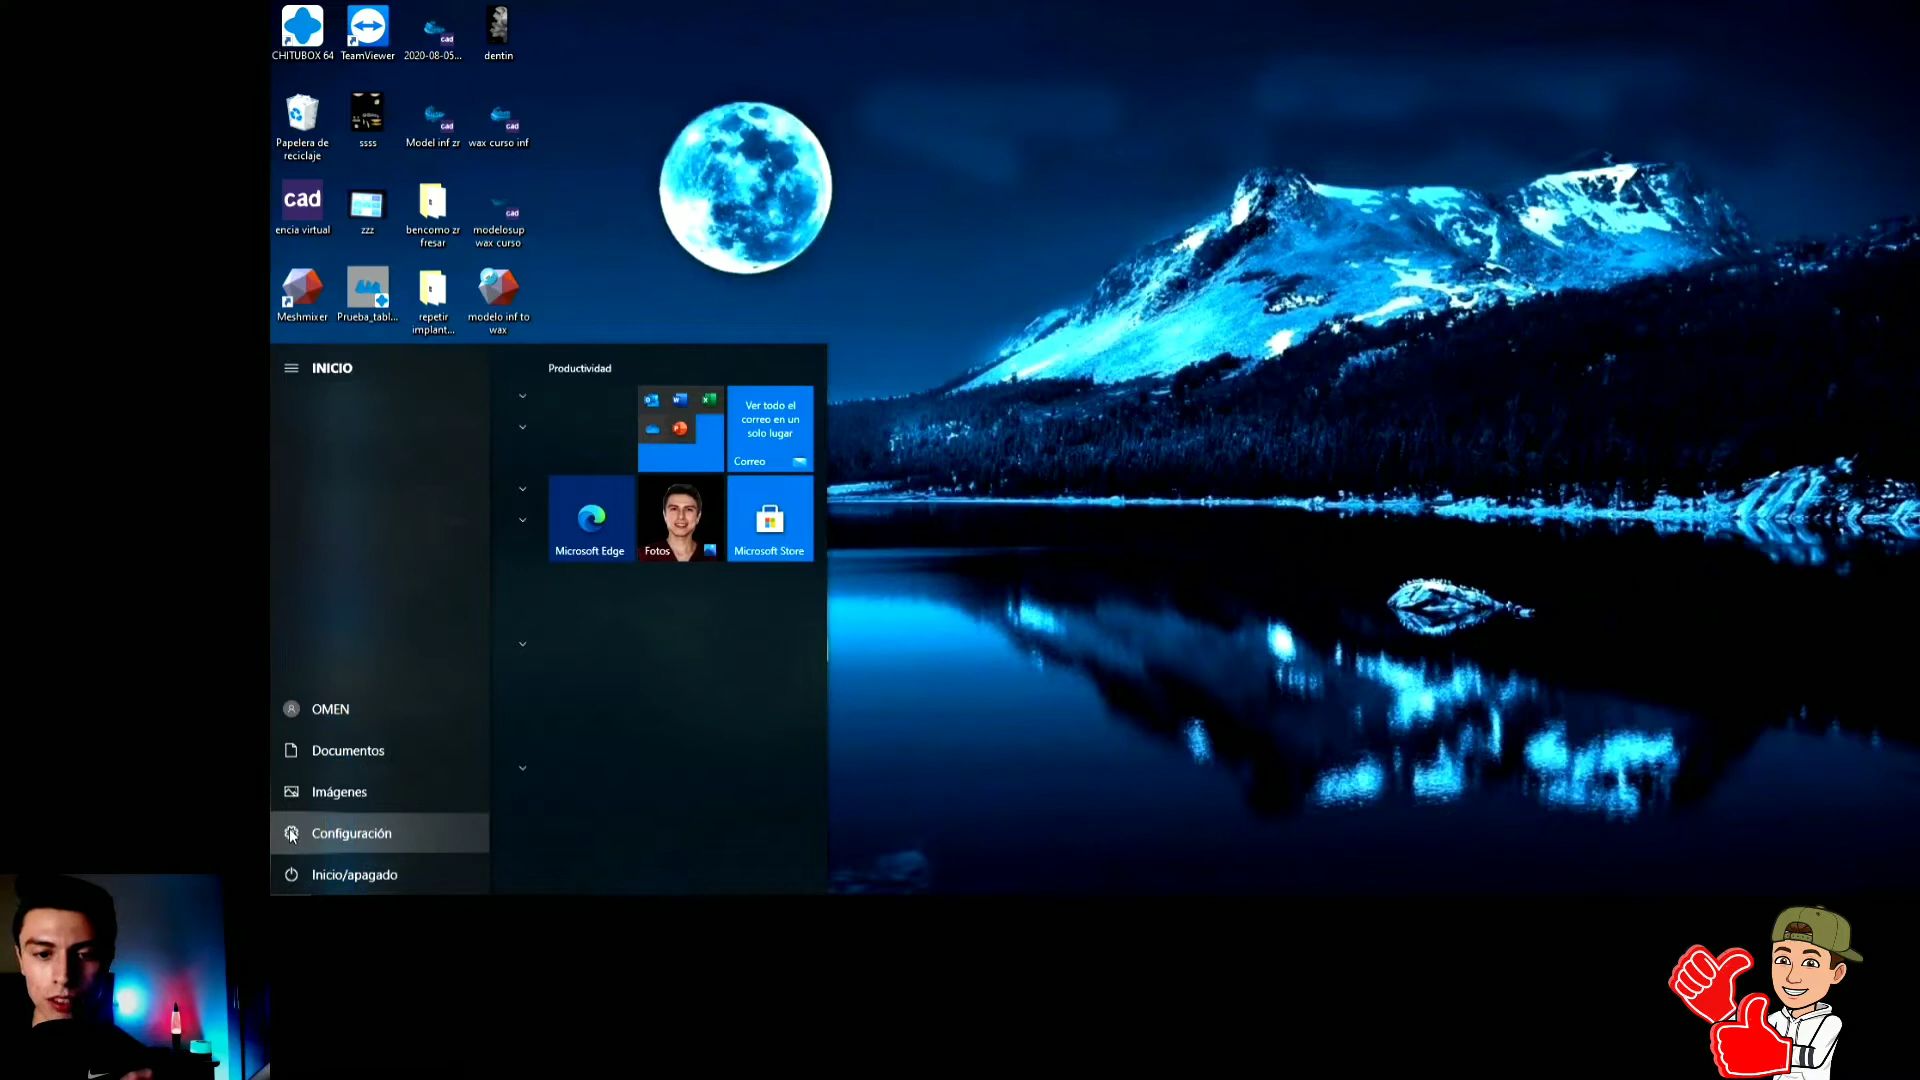 CHITUBOX 64
TeamViewer
2020-08-05...
dentin
Papelera de
reciclaje
ssss
Model inf zr
wax curso inf
cad
encia virtual
zzz
bencomo zr
fresar
modelosup
wax curso
Meshmixer
Prueba_tabl...
repetir
implant...
modelo inf to
wax
INICIO
Productividad
Ver todo el
correo en un
solo lugar
Correo
Microsoft Edge
Fotos
Microsoft Store
OMEN
Documentos
Imágenes
Configuración
Inicio/apagado